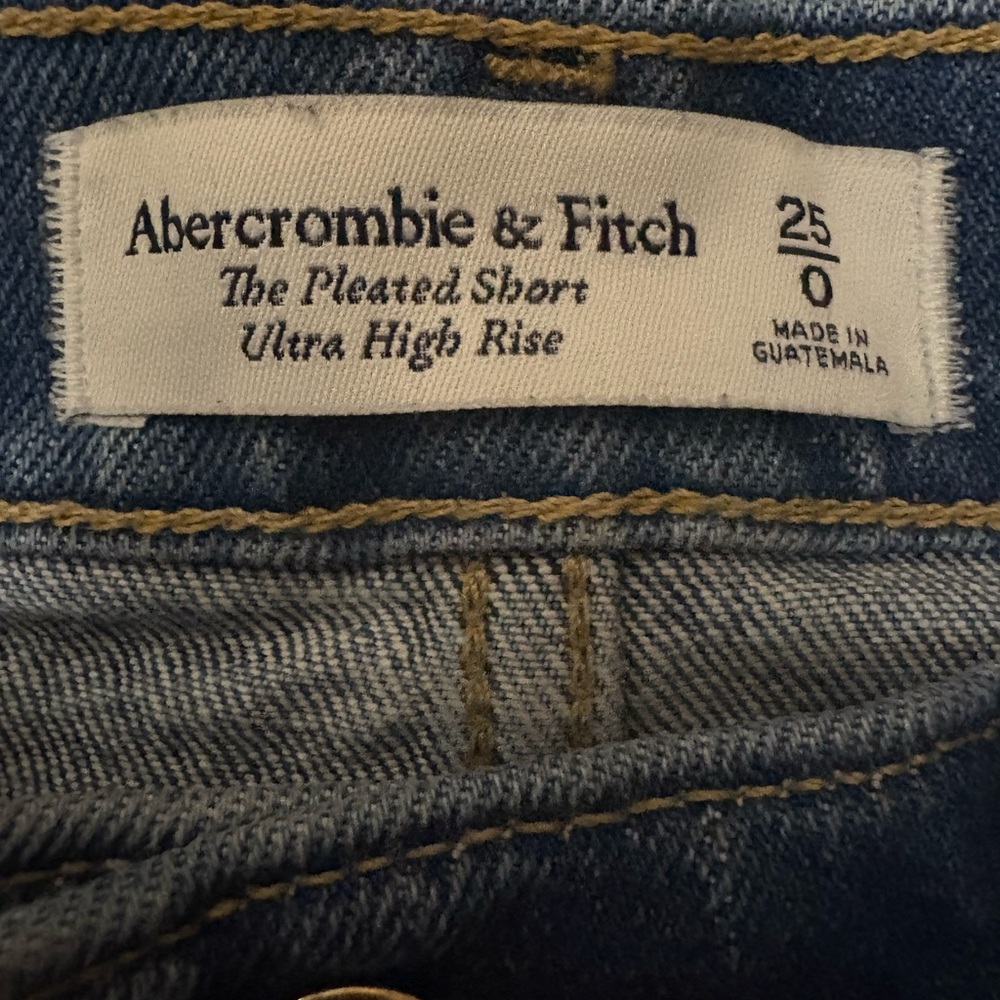 Abercrombie & Fitch
The Pleated Short
Ultra High Rise
25
0
MADE IN
GUATEMALA